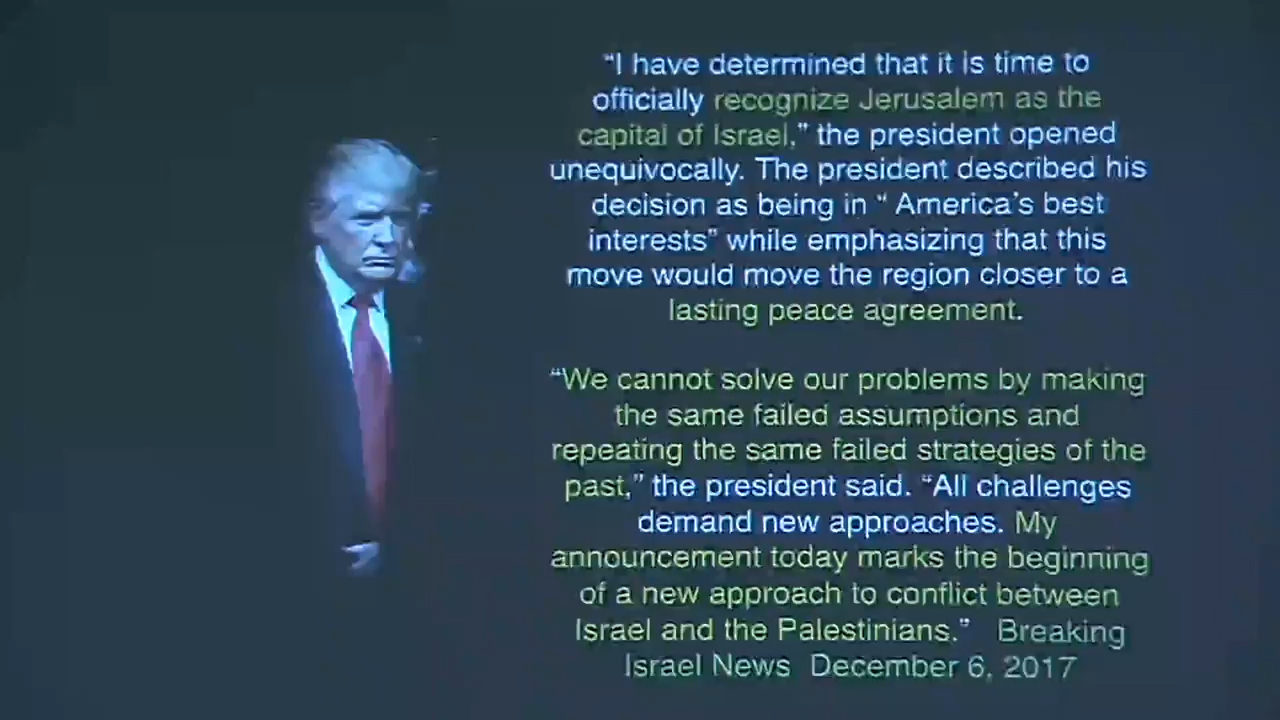 “I have determined that it is time to
officially recognize Jerusalem as the
capital of Israel,” the president opened
unequivocally. The president described his
decision as being in “ America’s best
interests” while emphasizing that this
move would move the region closer to a
lasting peace agreement.
“We cannot solve our problems by making
the same failed assumptions and
repeating the same failed strategies of the
past,” the president said. “All challenges
demand new approaches. My
announcement today marks the beginning
of a new approach to conflict between
Israel and the Palestinians.” Breaking
Israel News December 6, 2017